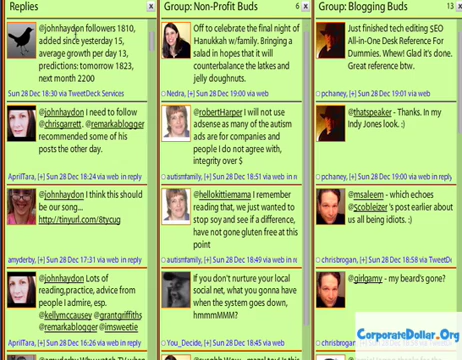 Replies
@johnhaydon followers 1810,
added since yesterday 15,
average growth per day 13,
predictions: tomorrow 1823,
next month 2200
Sun 28 Dec 18:30 via TweetDeck Services
@johnhaydon I need to follow
@chrisgarrett. @remarkablogger
recommended some of his
posts the other day.
AprilTara, [+] Sun 28 Dec 18:24 via web in reply
@johnhaydon I think this should
be our song...
http://tinyurl.com/8tycug
amyderby, [+] Sun 28 Dec 17:31 via web in reply
@johnhaydon Lots of
reading,practice, advice from
people I admire, esp.
@kellymccausey @grantgriffiths
@remarkablogger @imsweetie
AprilTara, [+] Sun 28 Dec 16:26 via web in reply
Group: Non-Profit Buds 6 x
Off to celebrate the final night of
Hanukkah w/family. Bringing a
salad in hopes that it will
counterbalance the latkes and
jelly doughnuts.
Nedra, [+] Sun 28 Dec 19:00 via web
@robertHarper I will not use
adsense as many of the autism
ads are for companies and
people I do not agree with,
integrity over $
autismfamily, [+] Sun 28 Dec 18:51 via web in r
@hellokittiemama I remember
reading that, we just wanted to
stop soy and see if a difference,
have not gone gluten free at this
point
autismfamily, [+] Sun 28 Dec 18:49 via web in r
If you don't nurture your local
social net, what you gonna have
when the system goes down,
hmmmMMM?
You_Decide, [+] Sun 28 Dec 18:45 via web
Group: Blogging Buds 13 x
Just finished tech editing SEO
All-in-One Desk Reference For
Dummies. Whew! Glad it's done.
Great reference btw.
pchaney, [+] Sun 28 Dec 19:01 via web
@thatspeaker - Thanks. In my
Indy Jones look. :)
pchaney, [+] Sun 28 Dec 19:00 via web in reply
@msaleem - which echoes
@Scobleizer's post earlier about
us all being idiots. :)
chrisbrogan, [+] Sun 28 Dec 18:58 via TweetD
@girlgamy - my beard's gone?
CorporateDollar.Org